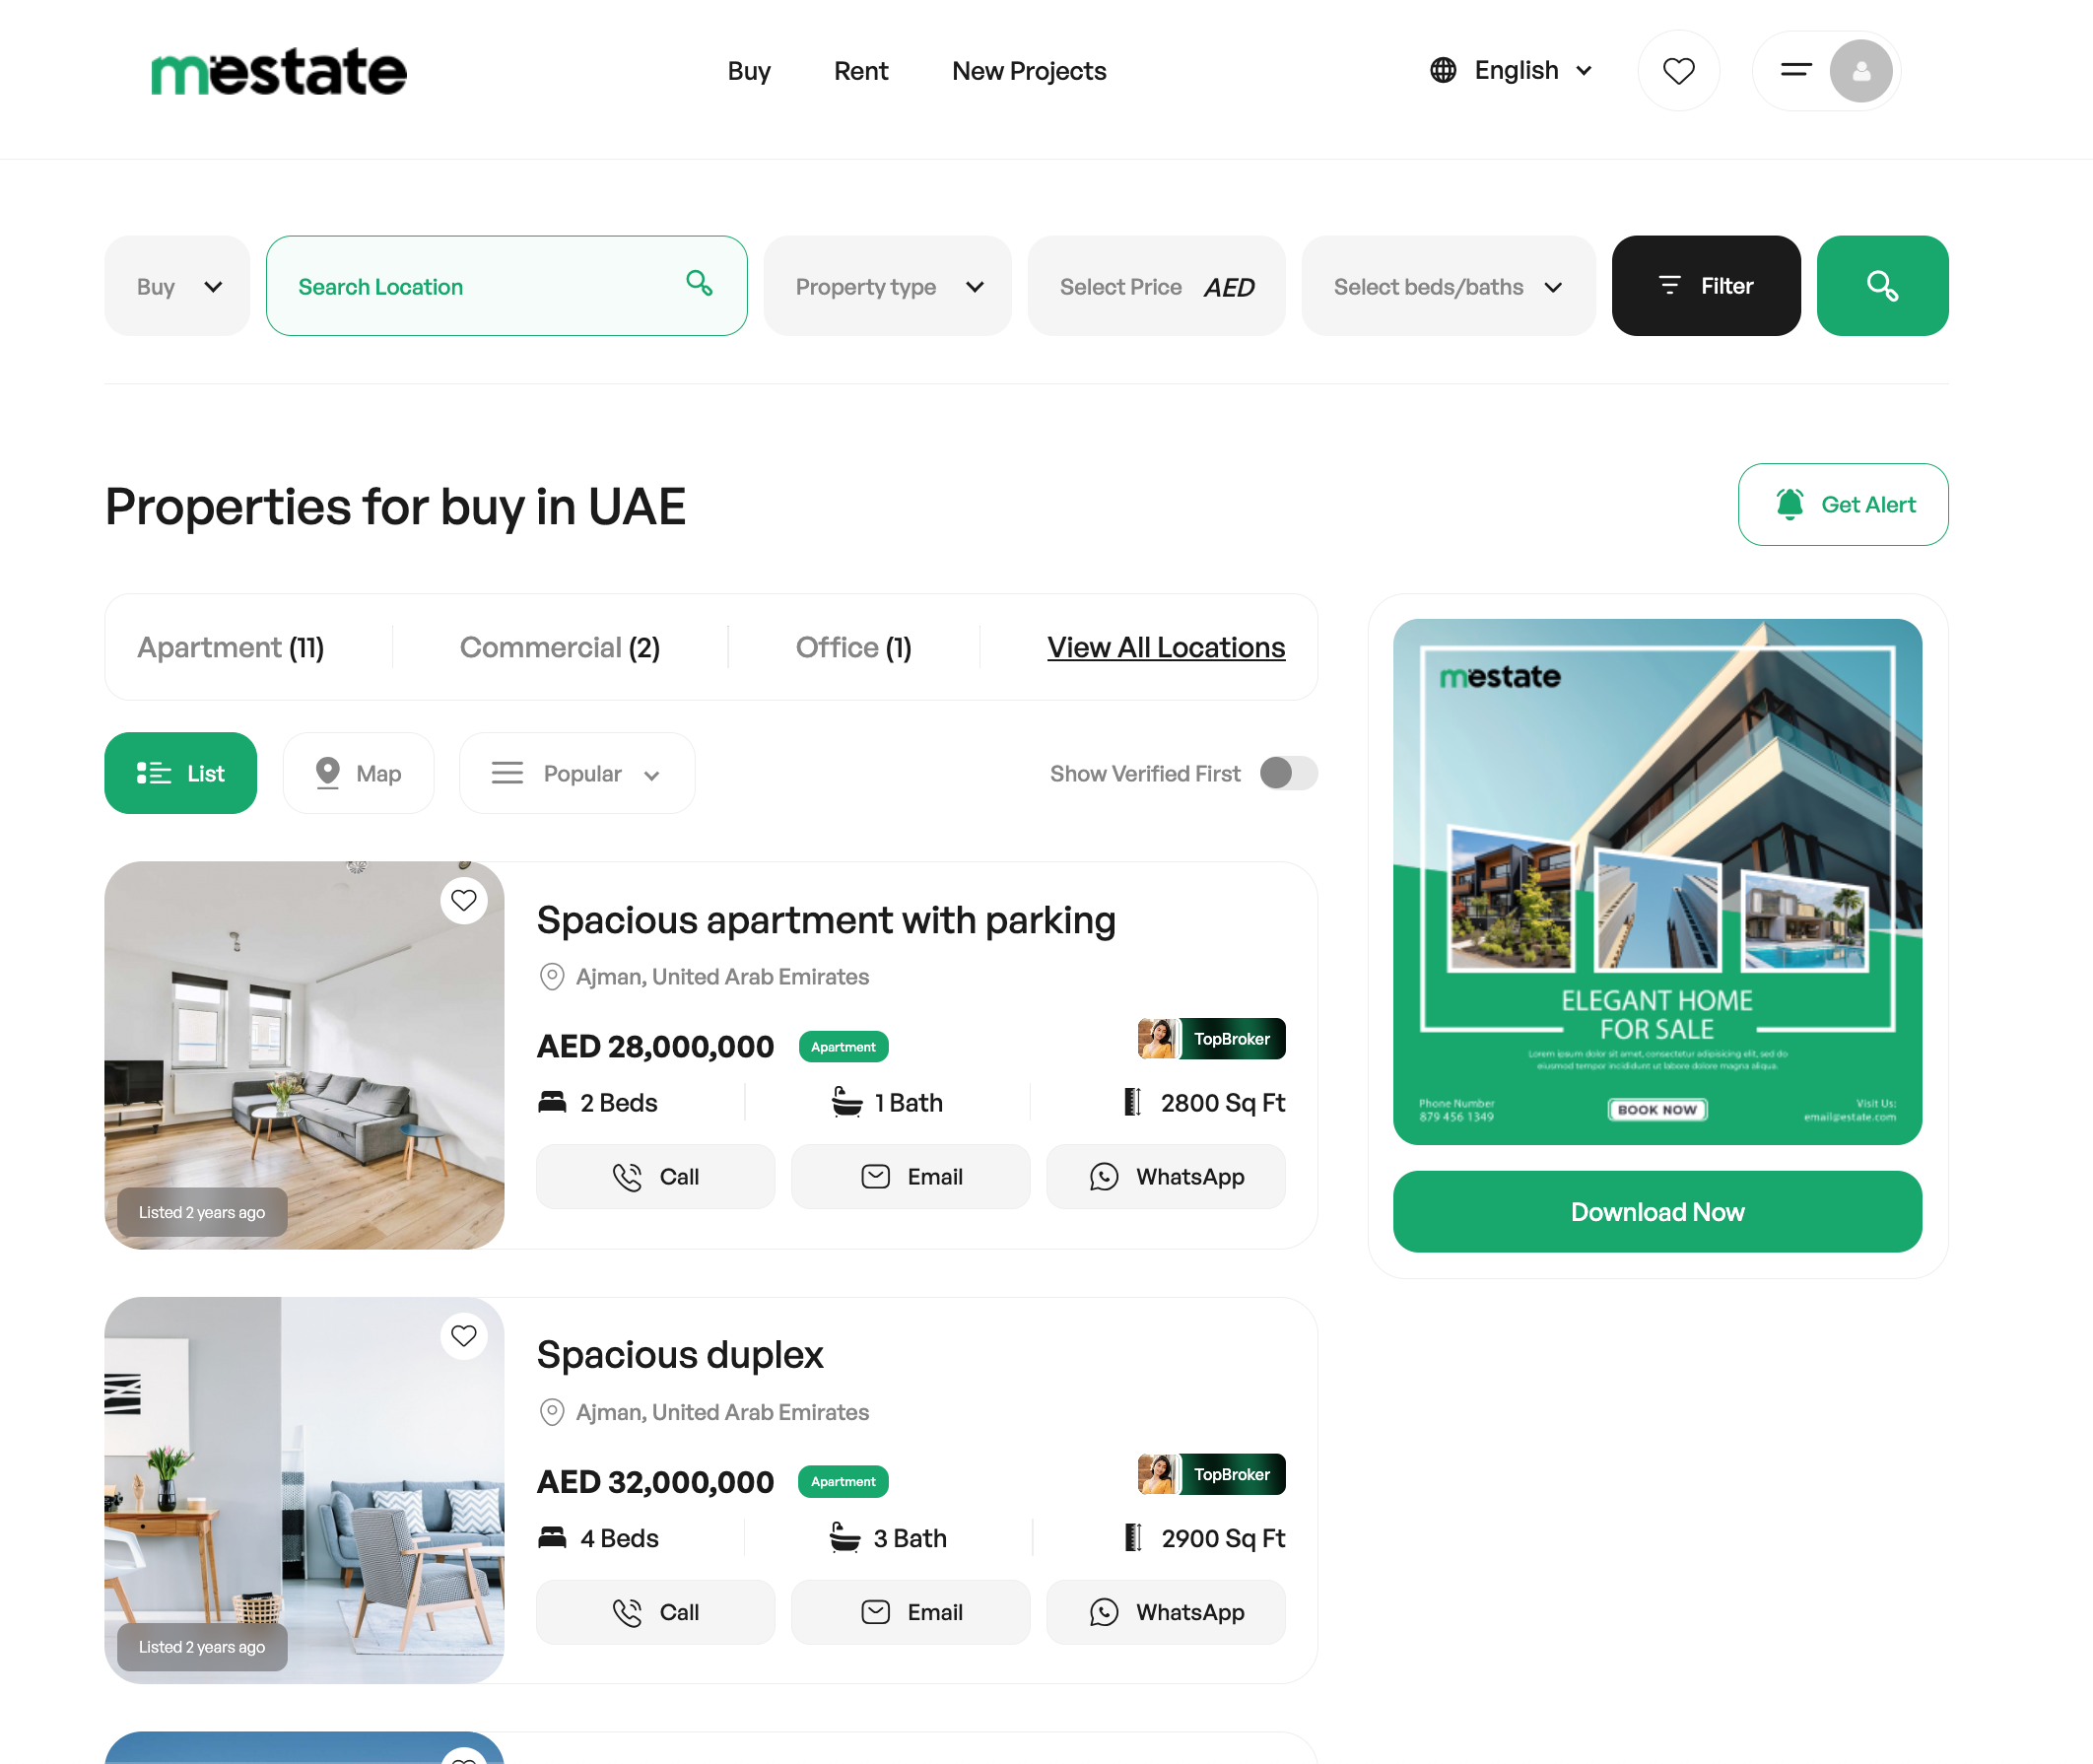 mestate
Buy
Rent
New Projects
English
Buy
Search Location
Property type
Select Price AED
Select beds/baths
Filter
Properties for buy in UAE
Get Alert
Apartment (11)
Commercial (2)
Office (1)
View All Locations
List
Map
Popular
Show Verified First
Spacious apartment with parking
Ajman, United Arab Emirates
AED 28,000,000
Apartment
TopBroker
2 Beds
1 Bath
2800 Sq Ft
Call
Email
WhatsApp
Listed 2 years ago
Spacious duplex
Ajman, United Arab Emirates
AED 32,000,000
Apartment
TopBroker
4 Beds
3 Bath
2900 Sq Ft
Call
Email
WhatsApp
Listed 2 years ago
mestate
ELEGANT HOME
FOR SALE
Lorem ipsum dolor sit amet, consectetur adipisicing elit, sed do
eiusmod tempor incididunt ut labore dolore magna aliqua.
Phone Number
879 456 1349
BOOK NOW
Visit Us:
email@estate.com
Download Now